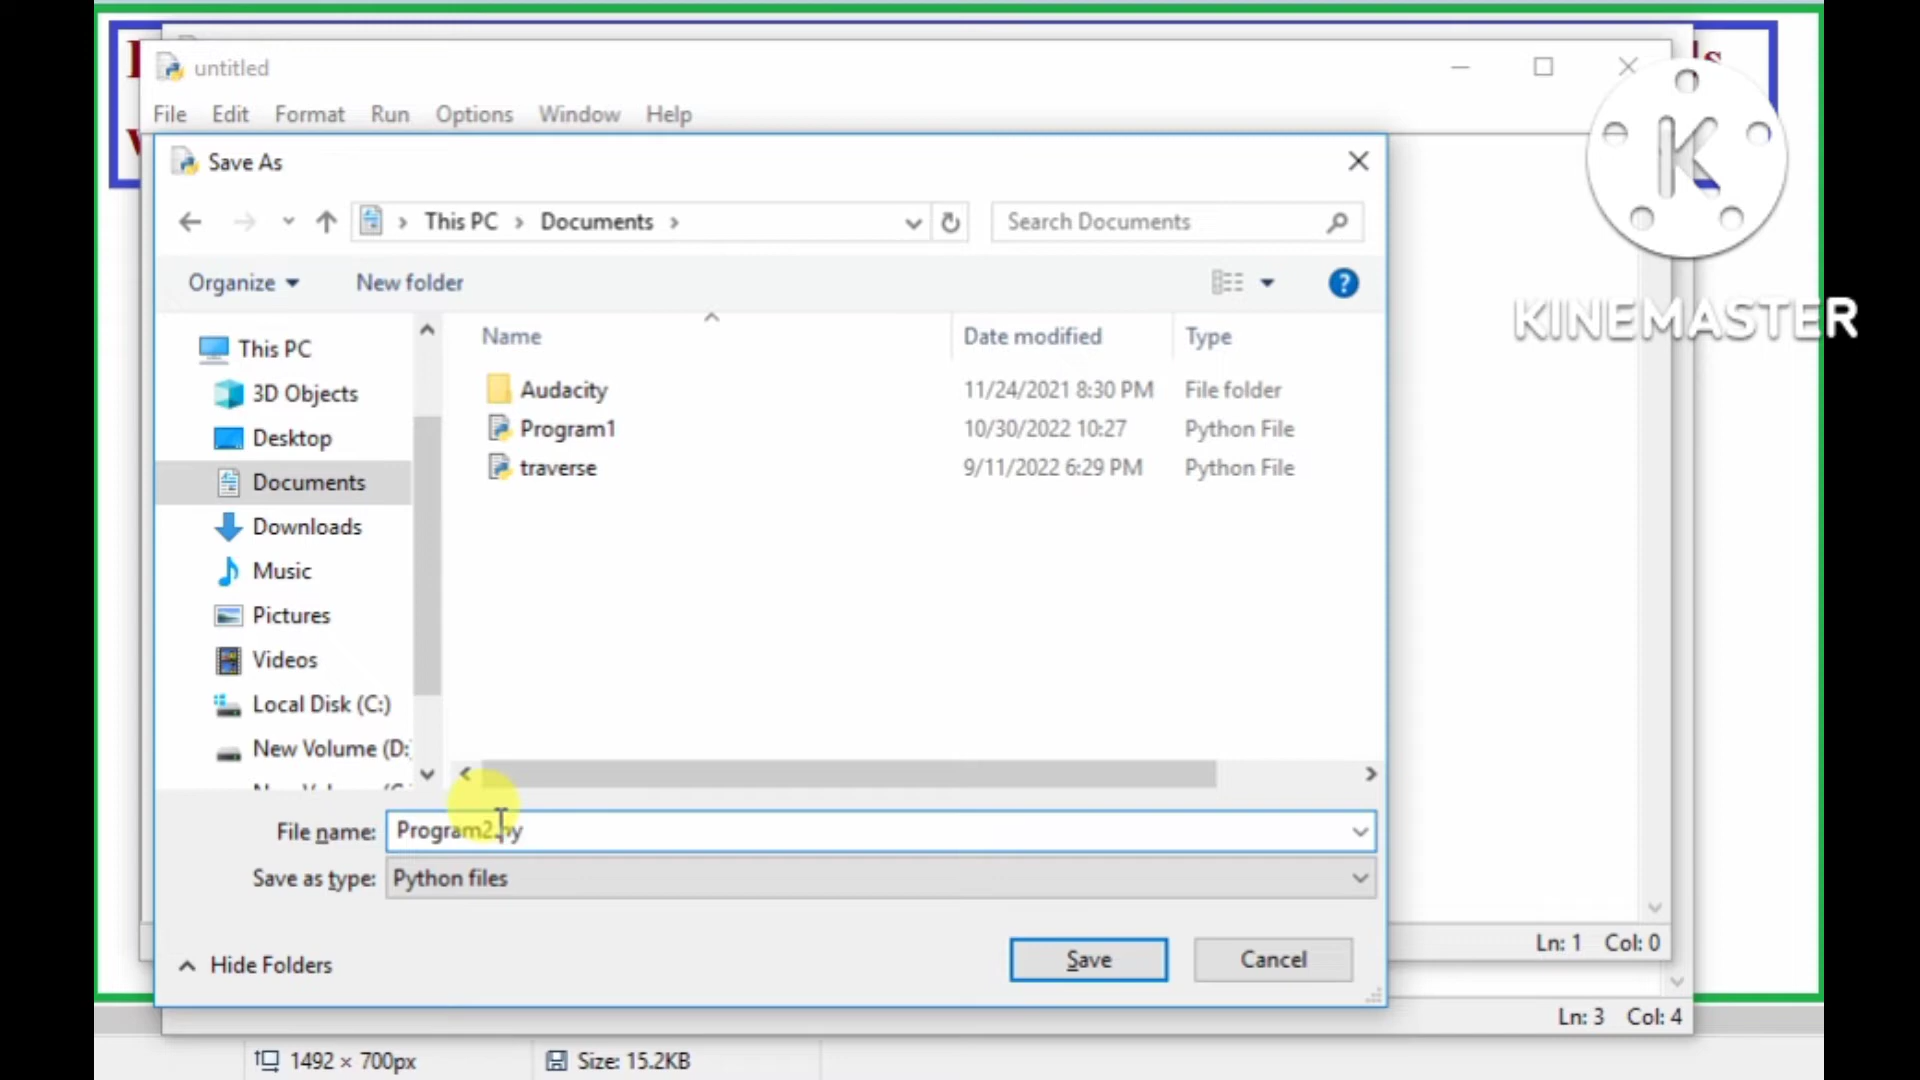 untitled
File Edit Format Run Options Window Help
Save As
This PC Documents
Search Documents
Organize New folder
Name Date modified Type
This PC
3D Objects
Desktop
Documents
Downloads
Music
Pictures
Videos
Local Disk (C:)
New Volume (D:
Audacity 11/24/2021 8:30 PM File folder
Program1 10/30/2022 10:27 Python File
traverse 9/11/2022 6:29 PM Python File
File name: Program2.py
Save as type: Python files
Hide Folders
Save Cancel
Ln: 1 Col: 0
Ln: 3 Col: 4
1492 × 700px Size: 15.2KB
K
KINEMASTER